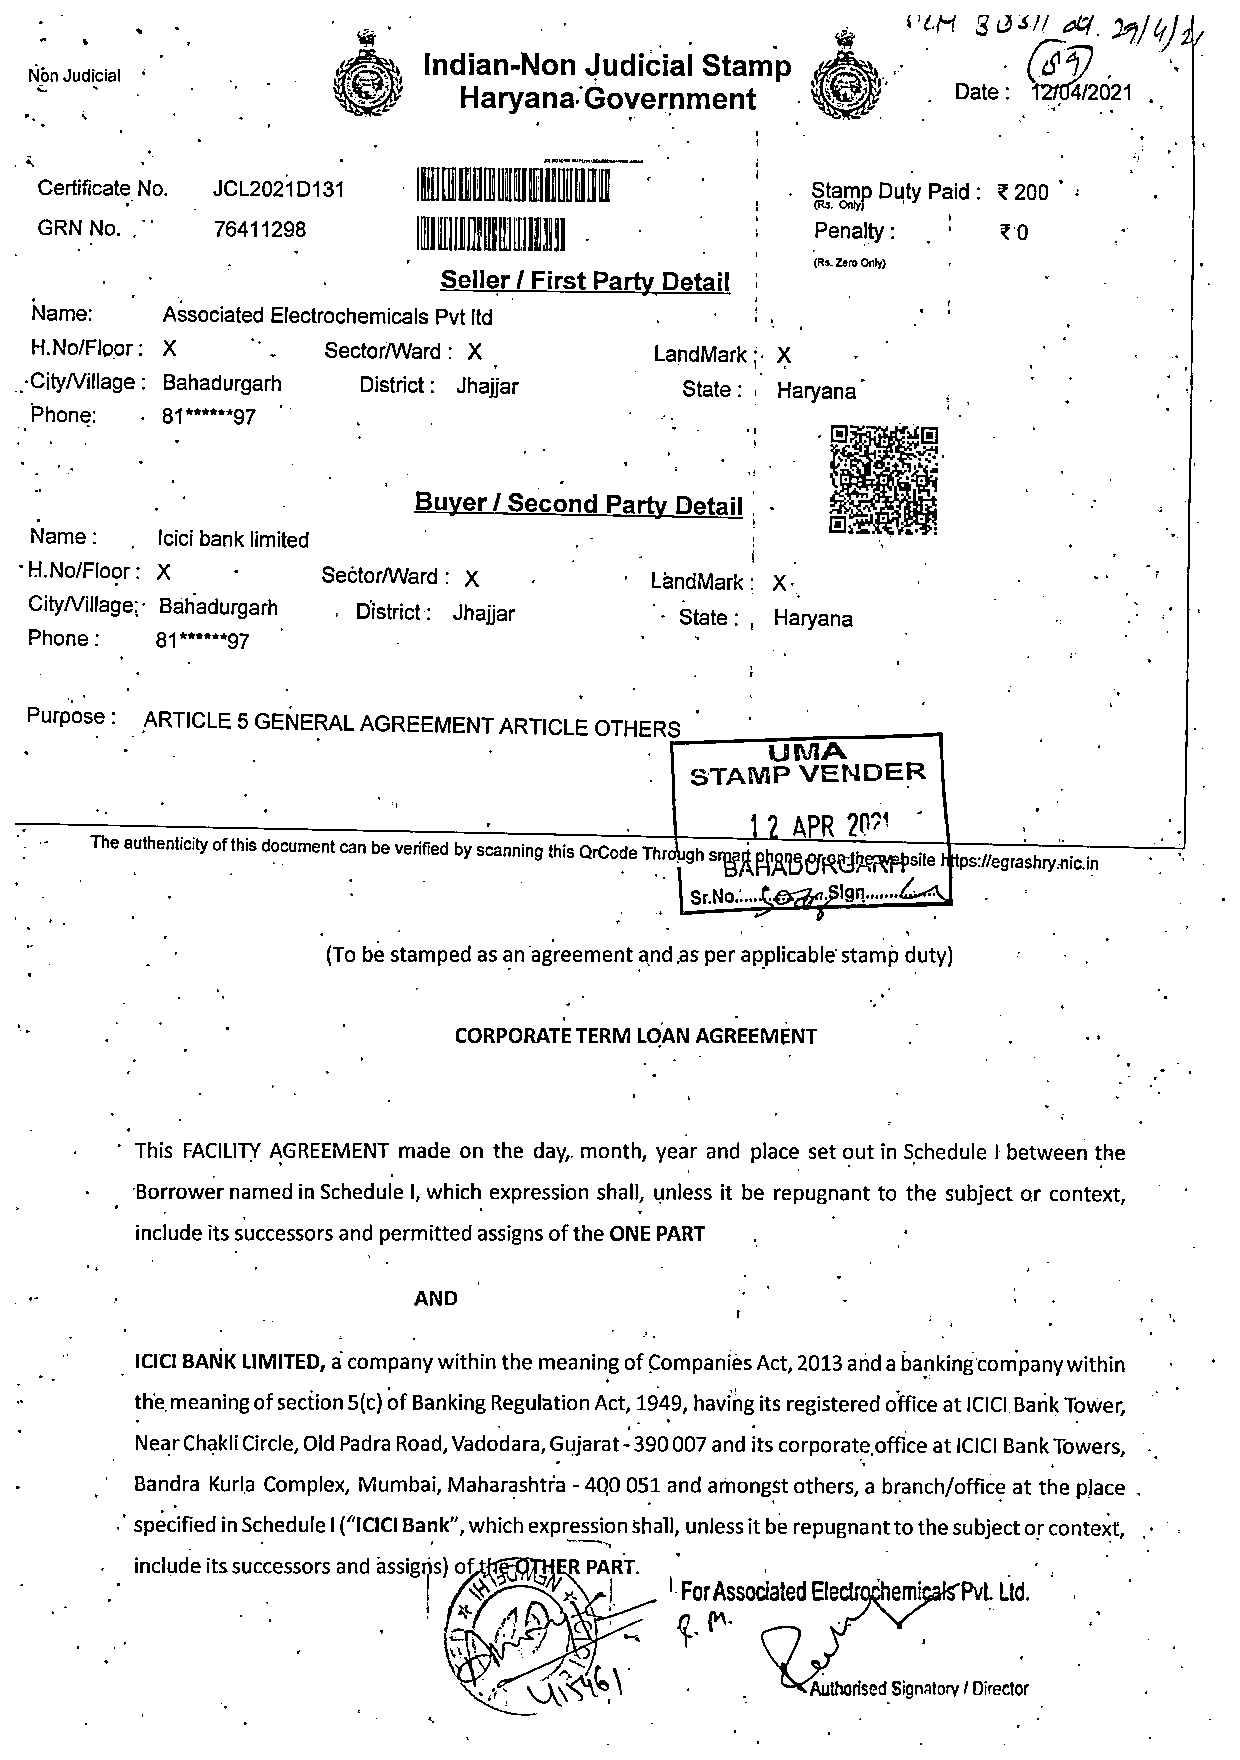 29/4/21
59
Non Judicial
Indian-Non Judicial Stamp
Haryana Government
Date : 12/04/2021
Certificate No. JCL2021D131
Stamp Duty Paid : ₹ 200
(Rs. Only)
GRN No. 76411298
Penalty : ₹ 0
(Rs. Zero Only)
Seller / First Party Detail
Name: Associated Electrochemicals Pvt ltd
H.No/Floor : X Sector/Ward : X LandMark : X
City/Village : Bahadurgarh District : Jhajjar State : Haryana
Phone: 81******97
Buyer / Second Party Detail
Name : Icici bank limited
H.No/Floor : X Sector/Ward : X LandMark : X
City/Village: Bahadurgarh District : Jhajjar State : Haryana
Phone : 81******97
Purpose : ARTICLE 5 GENERAL AGREEMENT ARTICLE OTHERS
UMA
STAMP VENDER
12 APR 2021
BAHADURGARH
Sr.No. Sign
The authenticity of this document can be verified by scanning this QrCode Through smart phone or on the website https://egrashry.nic.in
(To be stamped as an agreement and as per applicable stamp duty)
CORPORATE TERM LOAN AGREEMENT
This FACILITY AGREEMENT made on the day, month, year and place set out in Schedule I between the
Borrower named in Schedule I, which expression shall, unless it be repugnant to the subject or context,
include its successors and permitted assigns of the ONE PART
AND
ICICI BANK LIMITED, a company within the meaning of Companies Act, 2013 and a banking company within
the meaning of section 5(c) of Banking Regulation Act, 1949, having its registered office at ICICI Bank Tower,
Near Chakli Circle, Old Padra Road, Vadodara, Gujarat - 390 007 and its corporate office at ICICI Bank Towers,
Bandra Kurla Complex, Mumbai, Maharashtra - 400 051 and amongst others, a branch/office at the place
specified in Schedule I ("ICICI Bank", which expression shall, unless it be repugnant to the subject or context,
include its successors and assigns) of the OTHER PART.
For Associated Electrochemicals Pvt. Ltd.
Authorised Signatory / Director